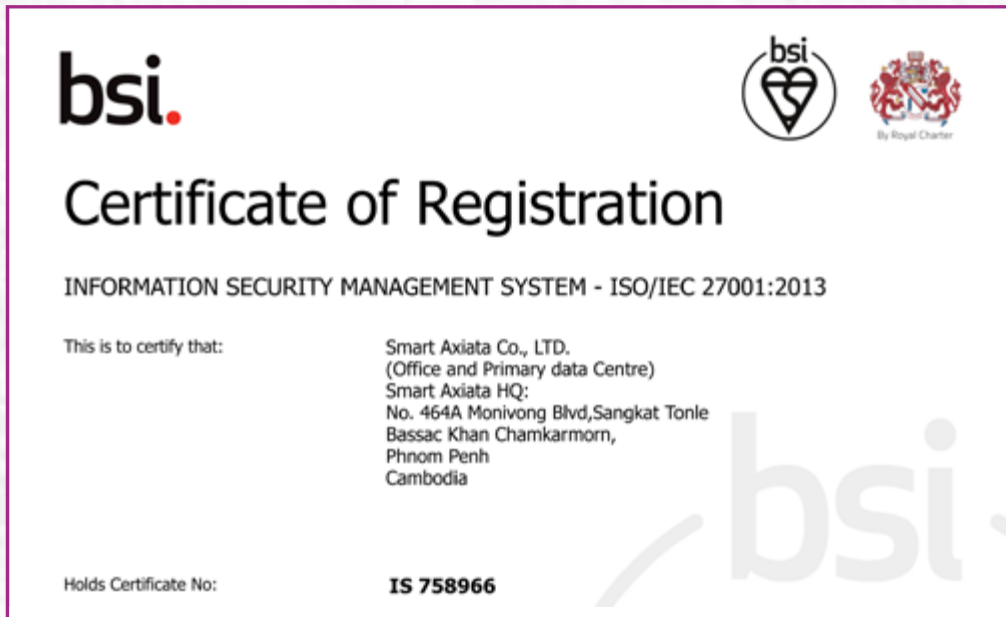 bsi.
bsi
By Royal Charter
Certificate of Registration
INFORMATION SECURITY MANAGEMENT SYSTEM - ISO/IEC 27001:2013
This is to certify that:
Smart Axiata Co., LTD.
(Office and Primary data Centre)
Smart Axiata HQ:
No. 464A Monivong Blvd,Sangkat Tonle
Bassac Khan Chamkarmorn,
Phnom Penh
Cambodia
bsi
Holds Certificate No:
IS 758966